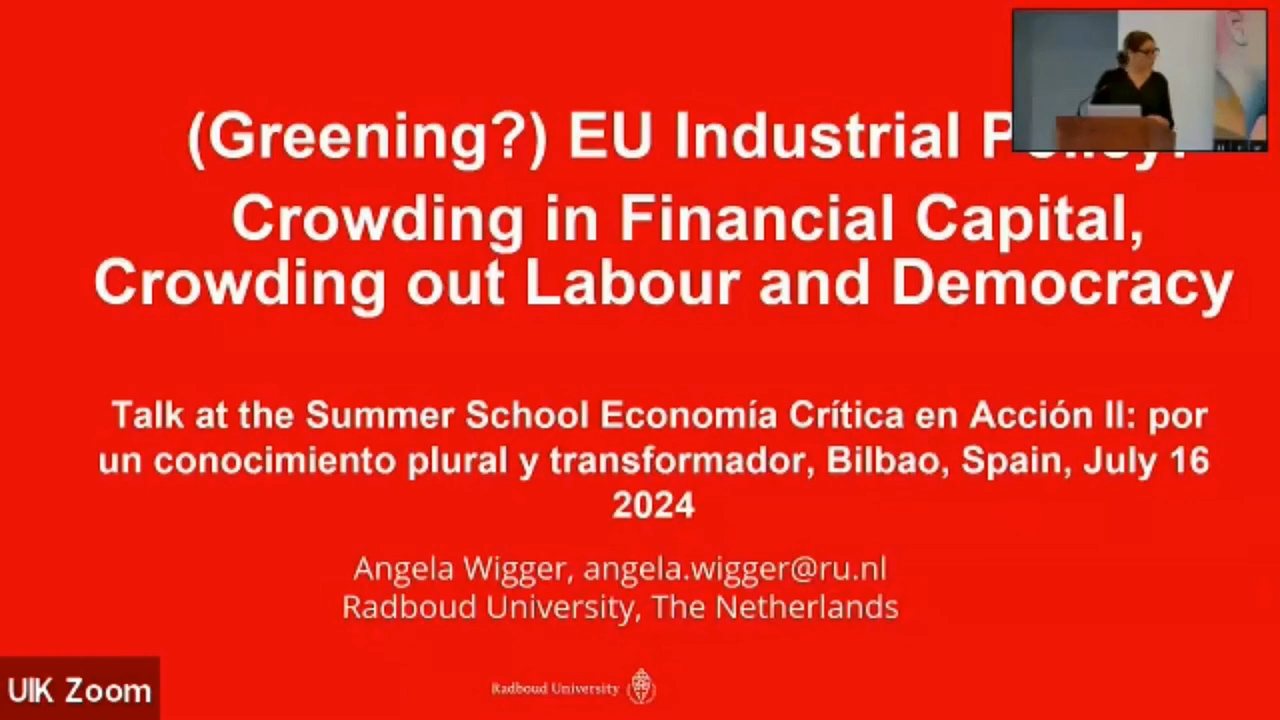 (Greening?) EU Industrial
Crowding in Financial Capital,
Crowding out Labour and Democracy
Talk at the Summer School Economía Crítica en Acción II: por
un conocimiento plural y transformador, Bilbao, Spain, July 16
2024
Angela Wigger, angela.wigger@ru.nl
Radboud University, The Netherlands
Radboud University
UIK Zoom